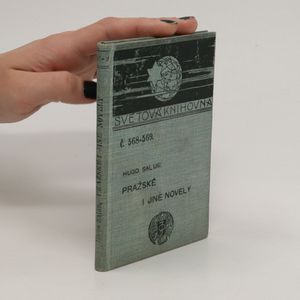 SVĚTOVÁ KNIHOVNA
Č. 368-369.
HUGO SALUS:
PRAŽSKÉ
I JINÉ NOVELY